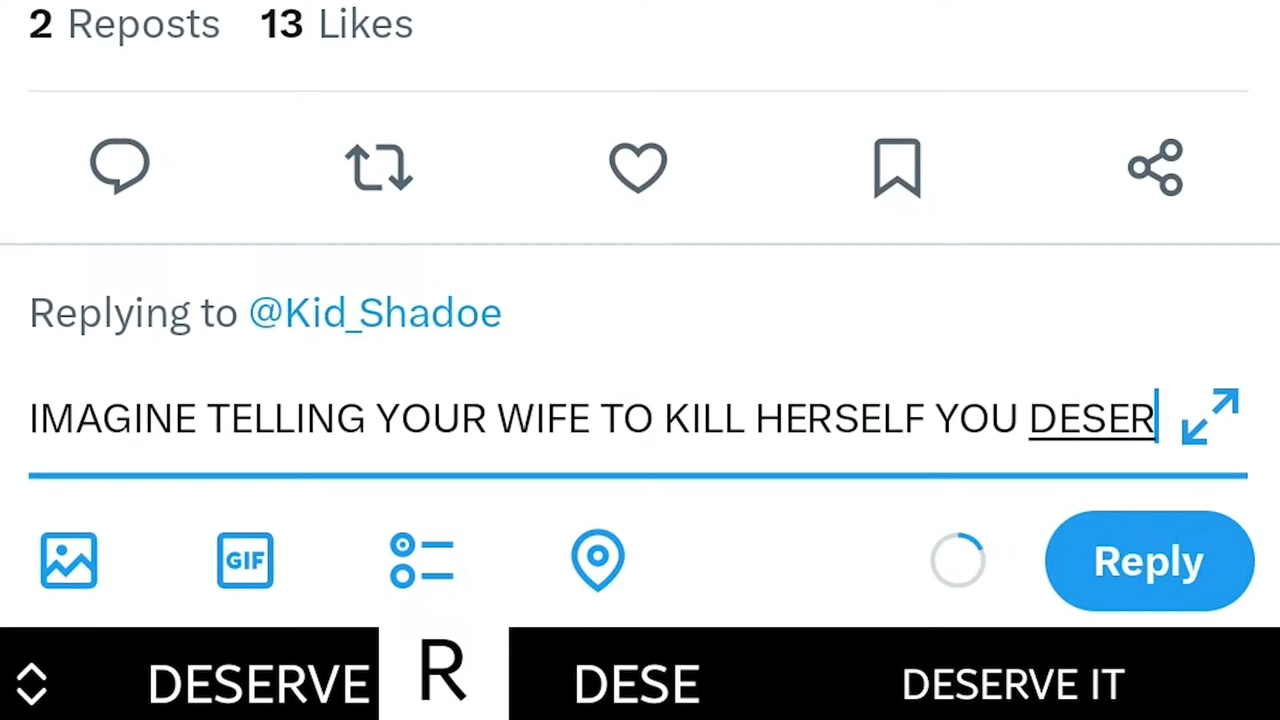 2 Reposts 13 Likes
Replying to @Kid_Shadoe
IMAGINE TELLING YOUR WIFE TO KILL HERSELF YOU DESER
GIF
Reply
DESERVE R DESE DESERVE IT